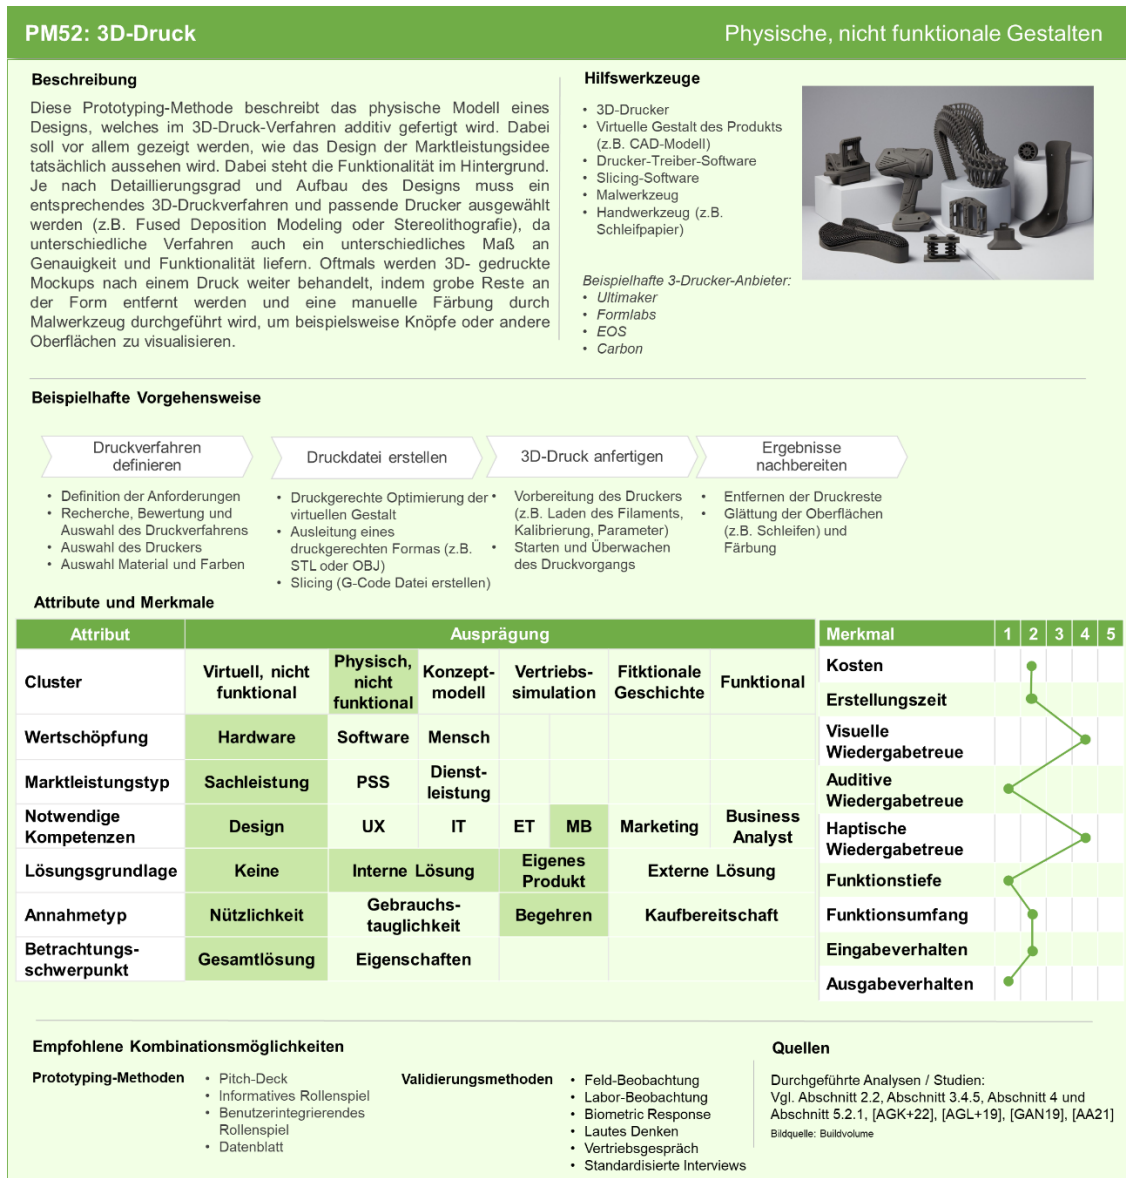 PM52: 3D-Druck
Physische, nicht funktionale Gestalten
Beschreibung
Diese Prototyping-Methode beschreibt das physische Modell eines
Designs, welches im 3D-Druck-Verfahren additiv gefertigt wird. Dabei
soll vor allem gezeigt werden, wie das Design der Marktleistungsidee
tatsächlich aussehen wird. Dabei steht die Funktionalität im Hintergrund.
Je nach Detaillierungsgrad und Aufbau des Designs muss ein
entsprechendes 3D-Druckverfahren und passende Drucker ausgewählt
werden (z.B. Fused Deposition Modeling oder Stereolithografie), da
unterschiedliche Verfahren auch ein unterschiedliches Maß an
Genauigkeit und Funktionalität liefern. Oftmals werden 3D- gedruckte
Mockups nach einem Druck weiter behandelt, indem grobe Reste an
der Form entfernt werden und eine manuelle Färbung durch
Malwerkzeug durchgeführt wird, um beispielsweise Knöpfe oder andere
Oberflächen zu visualisieren.
Hilfswerkzeuge
• 3D-Drucker
• Virtuelle Gestalt des Produkts
(z.B. CAD-Modell)
• Drucker-Treiber-Software
• Slicing-Software
• Malwerkzeug
• Handwerkzeug (z.B.
Schleifpapier)
Beispielhafte 3-Drucker-Anbieter:
• Ultimaker
• Formlabs
• EOS
• Carbon
Beispielhafte Vorgehensweise
Druckverfahren
definieren
• Definition der Anforderungen
• Recherche, Bewertung und
Auswahl des Druckverfahrens
• Auswahl des Druckers
• Auswahl Material und Farben
Druckdatei erstellen
• Druckgerechte Optimierung der
virtuellen Gestalt
• Ausleitung eines
druckgerechten Formas (z.B.
STL oder OBJ)
• Slicing (G-Code Datei erstellen)
3D-Druck anfertigen
• Vorbereitung des Druckers
(z.B. Laden des Filaments,
Kalibrierung, Parameter)
• Starten und Überwachen
des Druckvorgangs
Ergebnisse
nachbereiten
• Entfernen der Druckreste
• Glättung der Oberflächen
(z.B. Schleifen) und
Färbung
Attribute und Merkmale
Attribut Ausprägung
Cluster
Virtuell, nicht
funktional
Physisch,
nicht
funktional
Konzept-
modell
Vertriebs-
simulation
Fitktionale
Geschichte
Funktional
Wertschöpfung Hardware Software Mensch
Marktleistungstyp Sachleistung PSS
Dienst-
leistung
Notwendige
Kompetenzen
Design UX IT ET MB Marketing
Business
Analyst
Lösungsgrundlage Keine Interne Lösung
Eigenes
Produkt
Externe Lösung
Annahmetyp Nützlichkeit
Gebrauchs-
tauglichkeit
Begehren Kaufbereitschaft
Betrachtungs-
schwerpunkt
Gesamtlösung Eigenschaften
Merkmal 1 2 3 4 5
Kosten
Erstellungszeit
Visuelle
Wiedergabetreue
Auditive
Wiedergabetreue
Haptische
Wiedergabetreue
Funktionstiefe
Funktionsumfang
Eingabeverhalten
Ausgabeverhalten
Empfohlene Kombinationsmöglichkeiten
Prototyping-Methoden
• Pitch-Deck
• Informatives Rollenspiel
• Benutzerintegrierendes
Rollenspiel
• Datenblatt
Validierungsmethoden
• Feld-Beobachtung
• Labor-Beobachtung
• Biometric Response
• Lautes Denken
• Vertriebsgespräch
• Standardisierte Interviews
Quellen
Durchgeführte Analysen / Studien:
Vgl. Abschnitt 2.2, Abschnitt 3.4.5, Abschnitt 4 und
Abschnitt 5.2.1, [AGK+22], [AGL+19], [GAN19], [AA21]
Bildquelle: Buildvolume